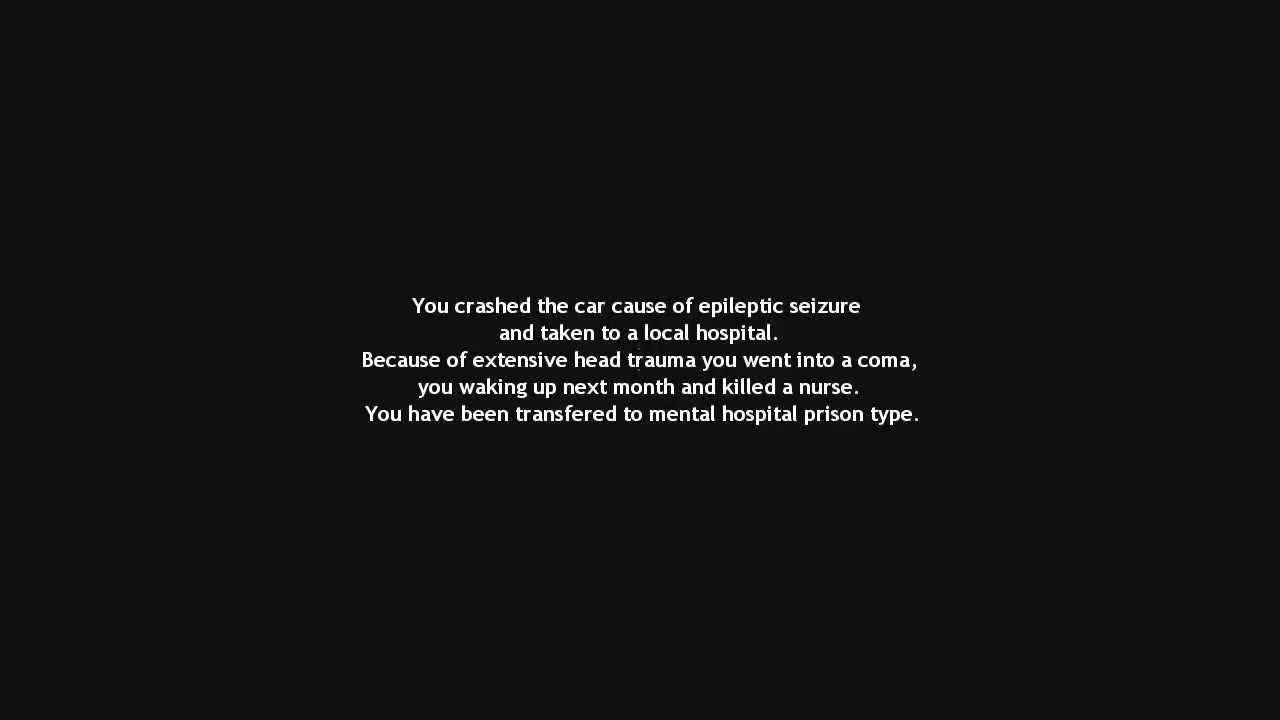 You crashed the car cause of epileptic seizure
and taken to a local hospital.
Because of extensive head trauma you went into a coma,
you waking up next month and killed a nurse.
You have been transfered to mental hospital prison type.